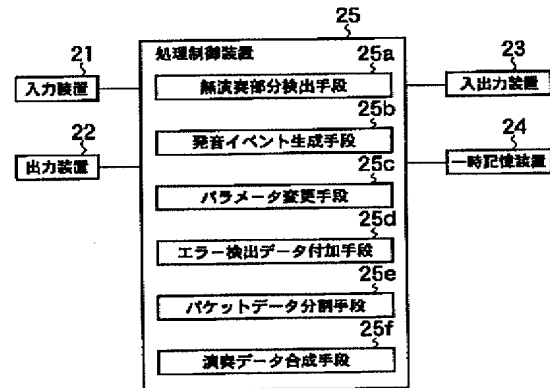 25
処理制御装置
21
入力装置
25a
無演奏部分検出手段
23
入出力装置
25b
発音イベント生成手段
22
出力装置
24
一時記憶装置
25c
パラメータ変更手段
25d
エラー検出データ付加手段
25e
パケットデータ分割手段
25f
演奏データ合成手段